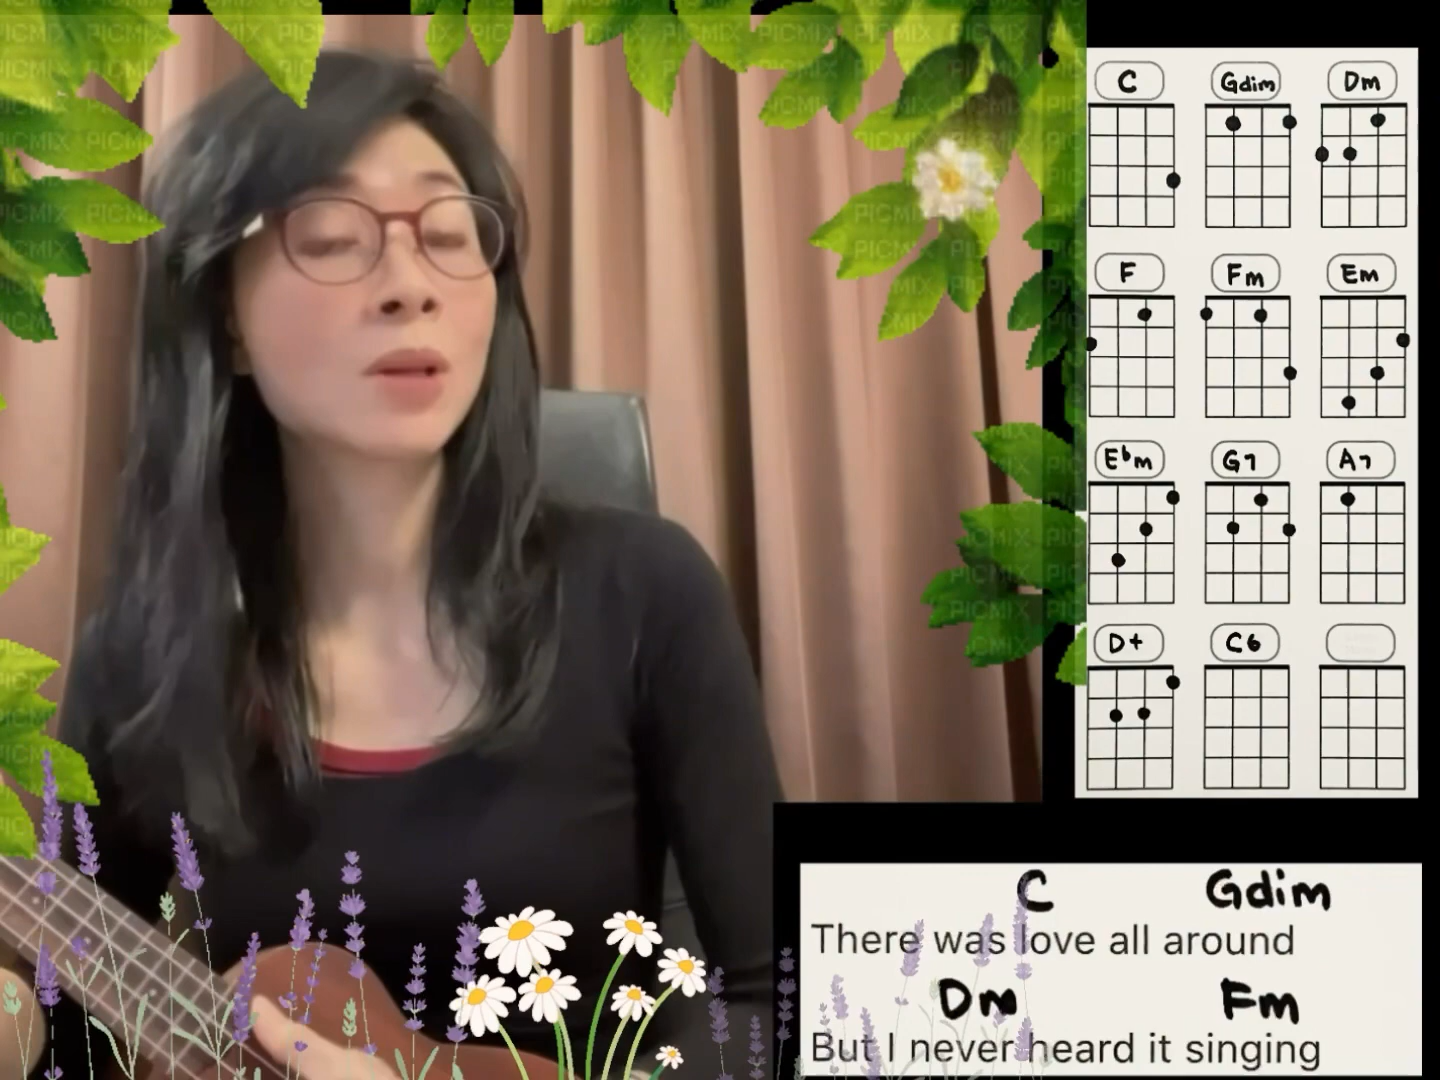 C Gdim Dm
F Fm Em
E♭m G7 A7
D+ C6
C Gdim
There was love all around
Dm Fm
But I never heard it singing
PICMIX